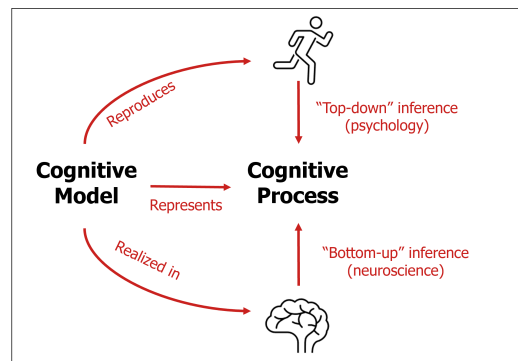 Reproduces
“Top-down” inference
(psychology)
Cognitive
Model
Represents
Cognitive
Process
Realized in
“Bottom-up” inference
(neuroscience)